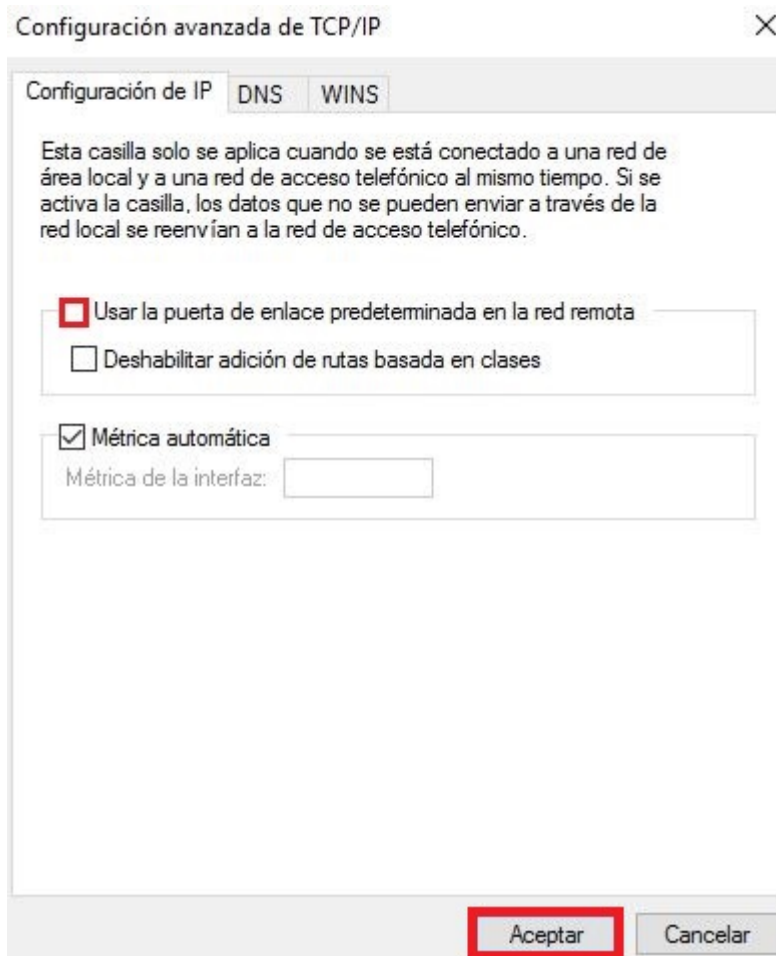 Configuración avanzada de TCP/IP
Configuración de IP DNS WINS
Esta casilla solo se aplica cuando se está conectado a una red de
área local y a una red de acceso telefónico al mismo tiempo. Si se
activa la casilla, los datos que no se pueden enviar a través de la
red local se reenvían a la red de acceso telefónico.
Usar la puerta de enlace predeterminada en la red remota
Deshabilitar adición de rutas basada en clases
Métrica automática
Métrica de la interfaz:
Aceptar Cancelar